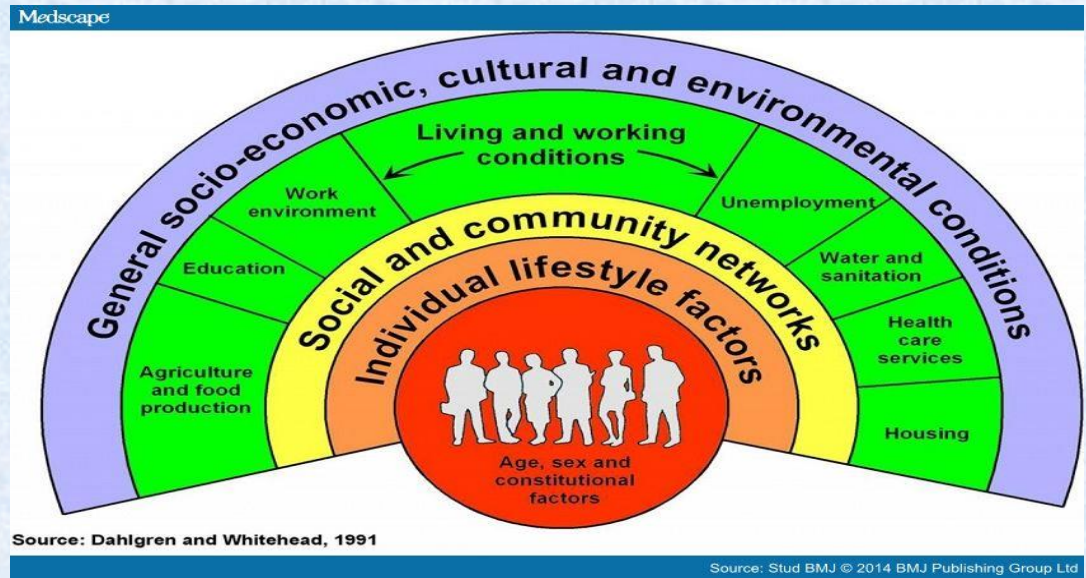 Medscape
General socio-economic, cultural and environmental conditions
Living and working
conditions
Work
environment
Unemployment
Education
Water and
sanitation
Agriculture
and food
production
Health
care
services
Housing
Social and community networks
Individual lifestyle factors
Age, sex and
constitutional
factors
Source: Dahlgren and Whitehead, 1991
Source: Stud BMJ © 2014 BMJ Publishing Group Ltd